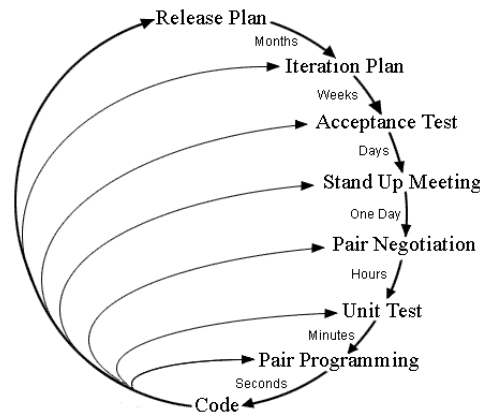 Release Plan
Months
Iteration Plan
Weeks
Acceptance Test
Days
Stand Up Meeting
One Day
Pair Negotiation
Hours
Unit Test
Minutes
Pair Programming
Seconds
Code